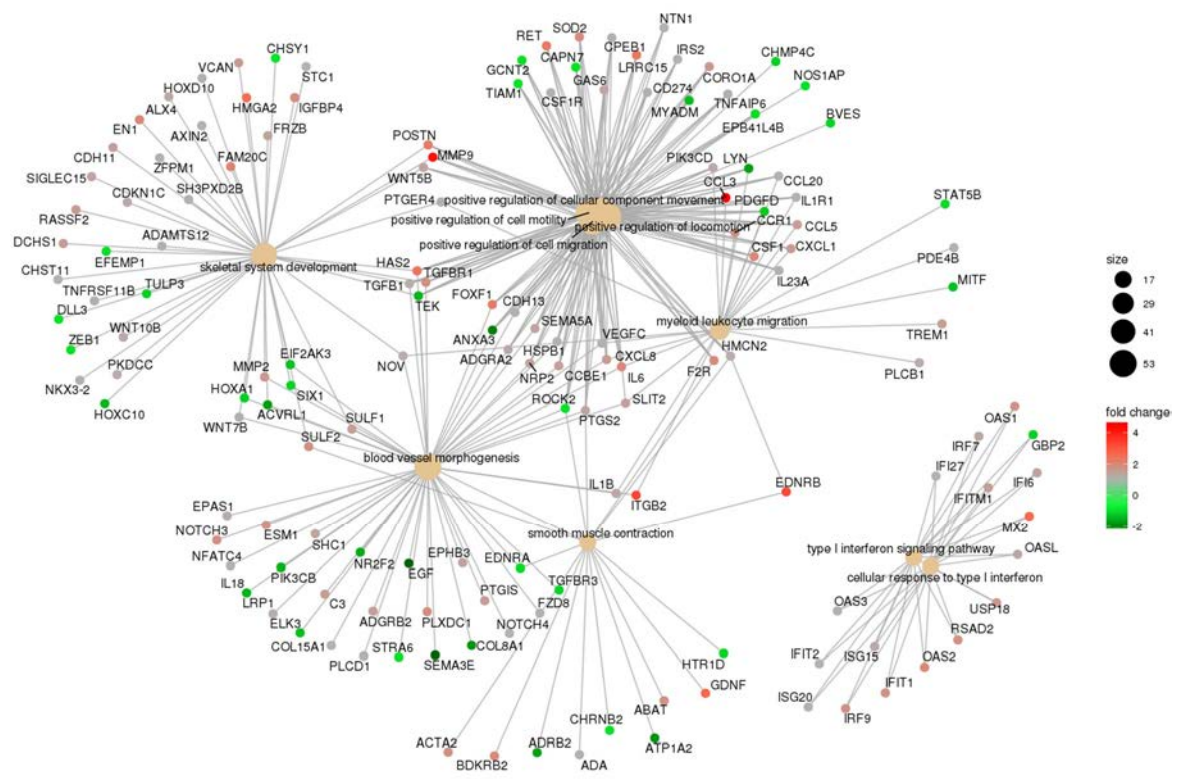 NTN1
SOD2
RET
CPEB1
IRS2
CHSY1
CAPN7
LRRC15
CHMP4C
VCAN
STC1
GCNT2
GAS6
CORO1A
NOS1AP
HOXD10
TIAM1
CSF1R
CD274
TNFAIP6
ALX4
HMGA2
IGFBP4
MYADM
EPB41L4B
BVES
EN1
AXIN2
FRZB
POSTN
CDH11
ZFPM1
FAM20C
MMP9
PIK3CD
LYN
SIGLEC15
WNT5B
CCL3
CCL20
CDKN1C
SH3PXD2B
PTGER4
positive regulation of cellular component movement
PDGFD
IL1R1
STAT5B
RASSF2
positive regulation of cell motility
positive regulation of locomotion
CCR1
CCL5
DCHS1
ADAMTS12
positive regulation of cell migration
CSF1
CXCL1
EFEMP1
skeletal system development
HAS2
TGFBR1
PDE4B
CHST11
TNFRSF11B
TULP3
TGFB1
IL23A
MITF
DLL3
TEK
FOXF1
CDH13
ZEB1
WNT10B
SEMA5A
myeloid leukocyte migration
TREM1
ANXA3
VEGFC
HMCN2
PKDCC
MMP2
EIF2AK3
NOV
ADGRA2
HSPB1
CXCL8
F2R
PLCB1
NKX3-2
HOXA1
SIX1
NRP2
CCBE1
IL6
HOXC10
ACVRL1
ROCK2
SLIT2
WNT7B
SULF1
PTGS2
SULF2
OAS1
blood vessel morphogenesis
IRF7
GBP2
IFI27
IFI6
IL1B
EDNRB
IFITM1
EPAS1
ITGB2
NOTCH3
ESM1
smooth muscle contraction
MX2
NFATC4
SHC1
type I interferon signaling pathway
OASL
NR2F2
EPHB3
EDNRA
IL18
PIK3CB
EGF
TGFBR3
cellular response to type I interferon
LRP1
C3
PTGIS
FZD8
OAS3
USP18
ELK3
ADGRB2
PLXDC1
NOTCH4
RSAD2
COL15A1
STRA6
COL8A1
IFIT2
ISG15
OAS2
PLCD1
SEMA3E
HTR1D
GDNF
IFIT1
ISG20
ABAT
IRF9
CHRNB2
ACTA2
ADRB2
ATP1A2
BDKRB2
ADA
size
17
29
41
53
fold change
4
2
0
-2